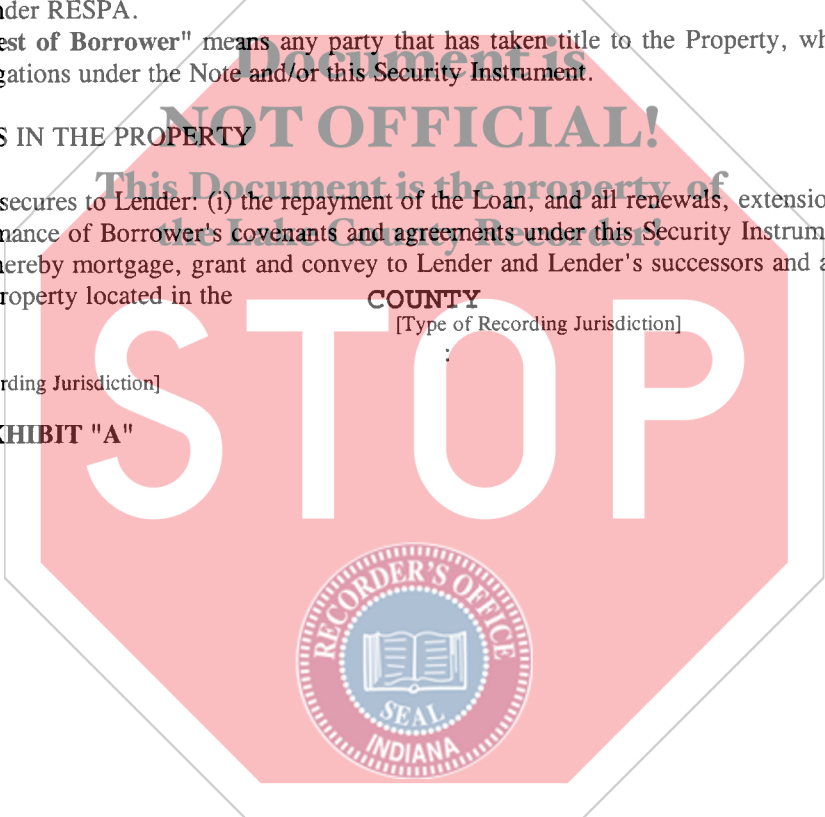 der RESPA.
est of Borrower" means any party that has taken title to the Property, wh
gations under the Note and/or this Security Instrument.
Document is
NOT OFFICIAL!
S IN THE PROPERTY
This Document is the property of
the Lake County Recorder!
secures to Lender: (i) the repayment of the Loan, and all renewals, extensio
mance of Borrower's covenants and agreements under this Security Instrum
hereby mortgage, grant and convey to Lender and Lender's successors and a
roperty located in the COUNTY
[Type of Recording Jurisdiction]
:
rding Jurisdiction]
XHIBIT "A"
STOP
RECORDER'S OFFICE
SEAL
INDIANA